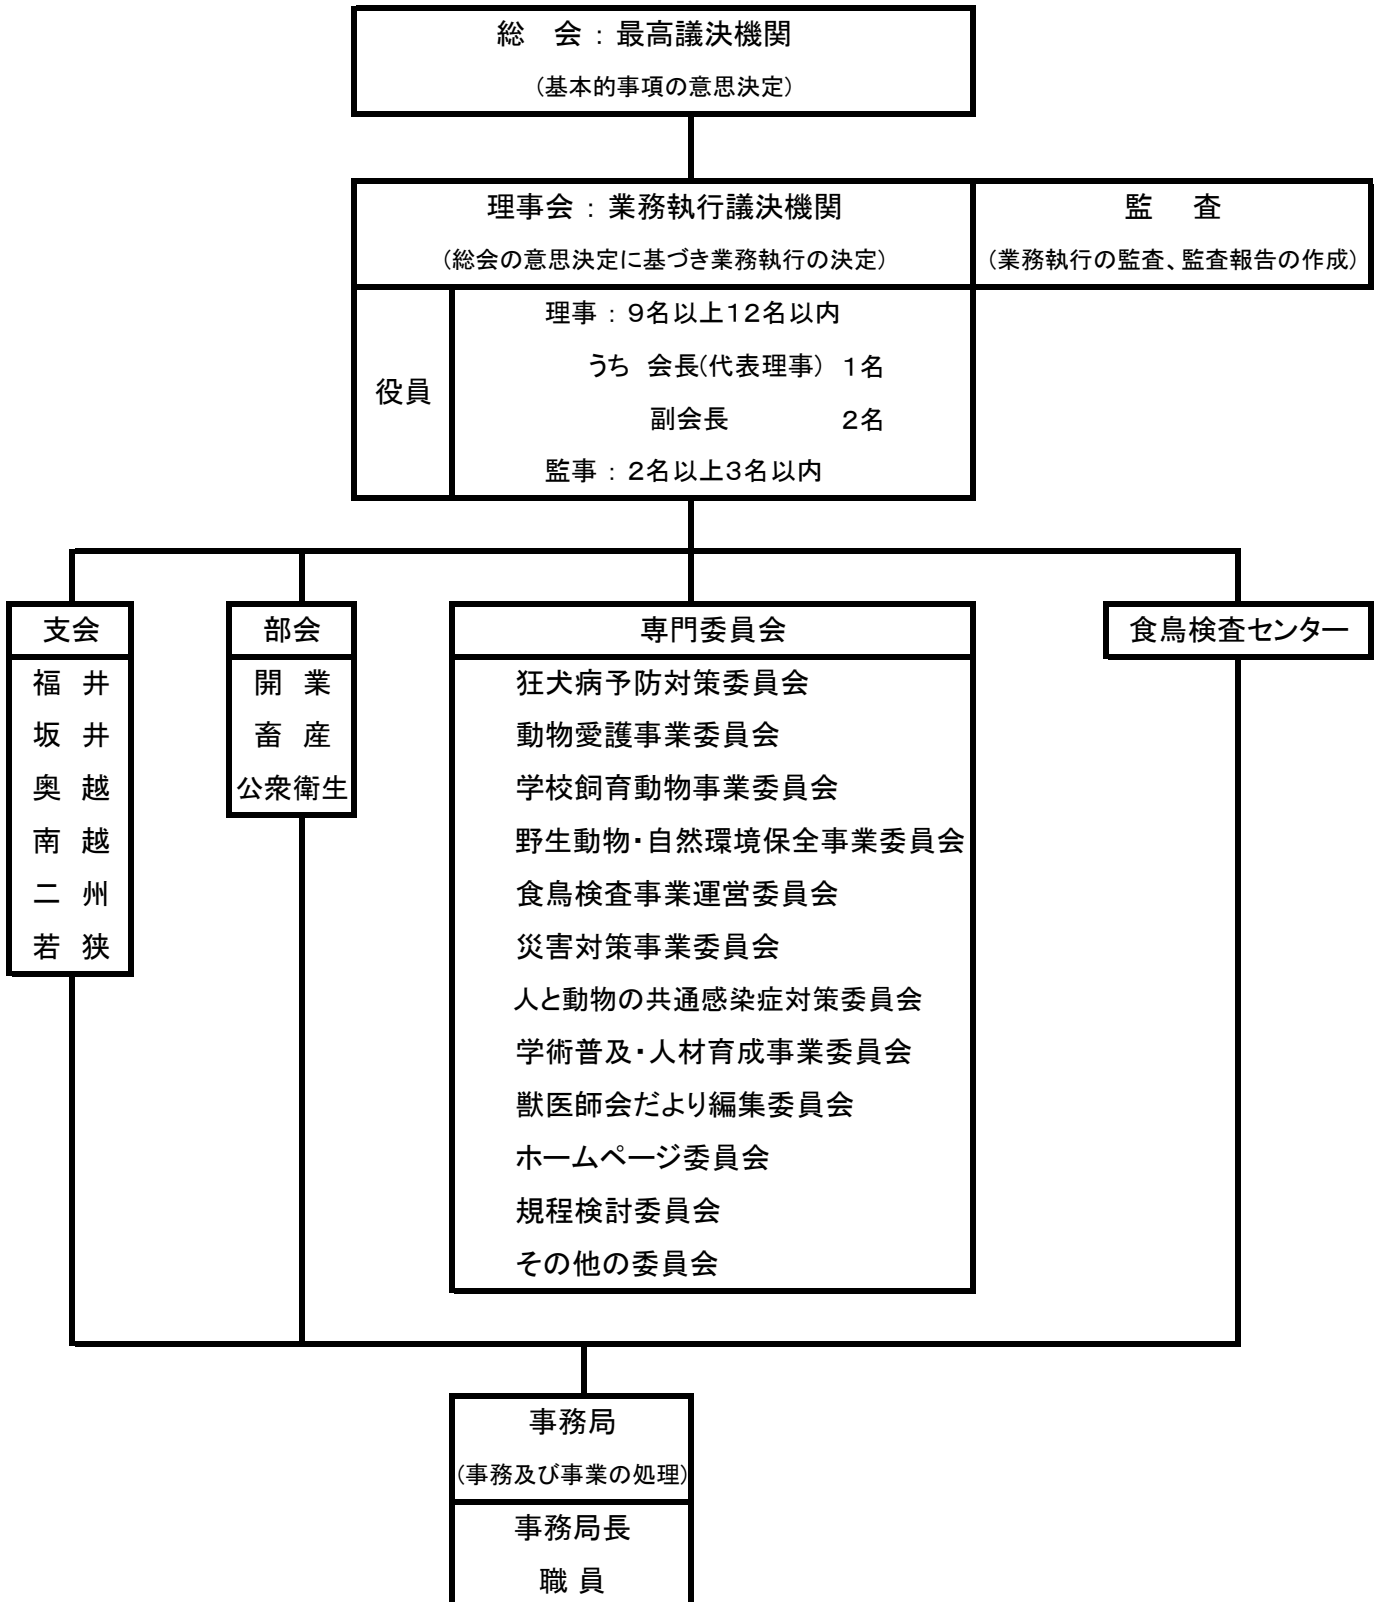 総　会 : 最高議決機関
(基本的事項の意思決定)
理事会 : 業務執行議決機関
(総会の意思決定に基づき業務執行の決定)
監　査
(業務執行の監査、監査報告の作成)
役員
理事 : 9名以上12名以内
うち 会長(代表理事) 1名
副会長　2名
監事 : 2名以上3名以内
支会
福 井
坂 井
奥 越
南 越
二 州
若 狭
部会
開 業
畜 産
公衆衛生
専門委員会
狂犬病予防対策委員会
動物愛護事業委員会
学校飼育動物事業委員会
野生動物・自然環境保全事業委員会
食鳥検査事業運営委員会
災害対策事業委員会
人と動物の共通感染症対策委員会
学術普及・人材育成事業委員会
獣医師会だより編集委員会
ホームページ委員会
規程検討委員会
その他の委員会
食鳥検査センター
事務局
(事務及び事業の処理)
事務局長
職 員